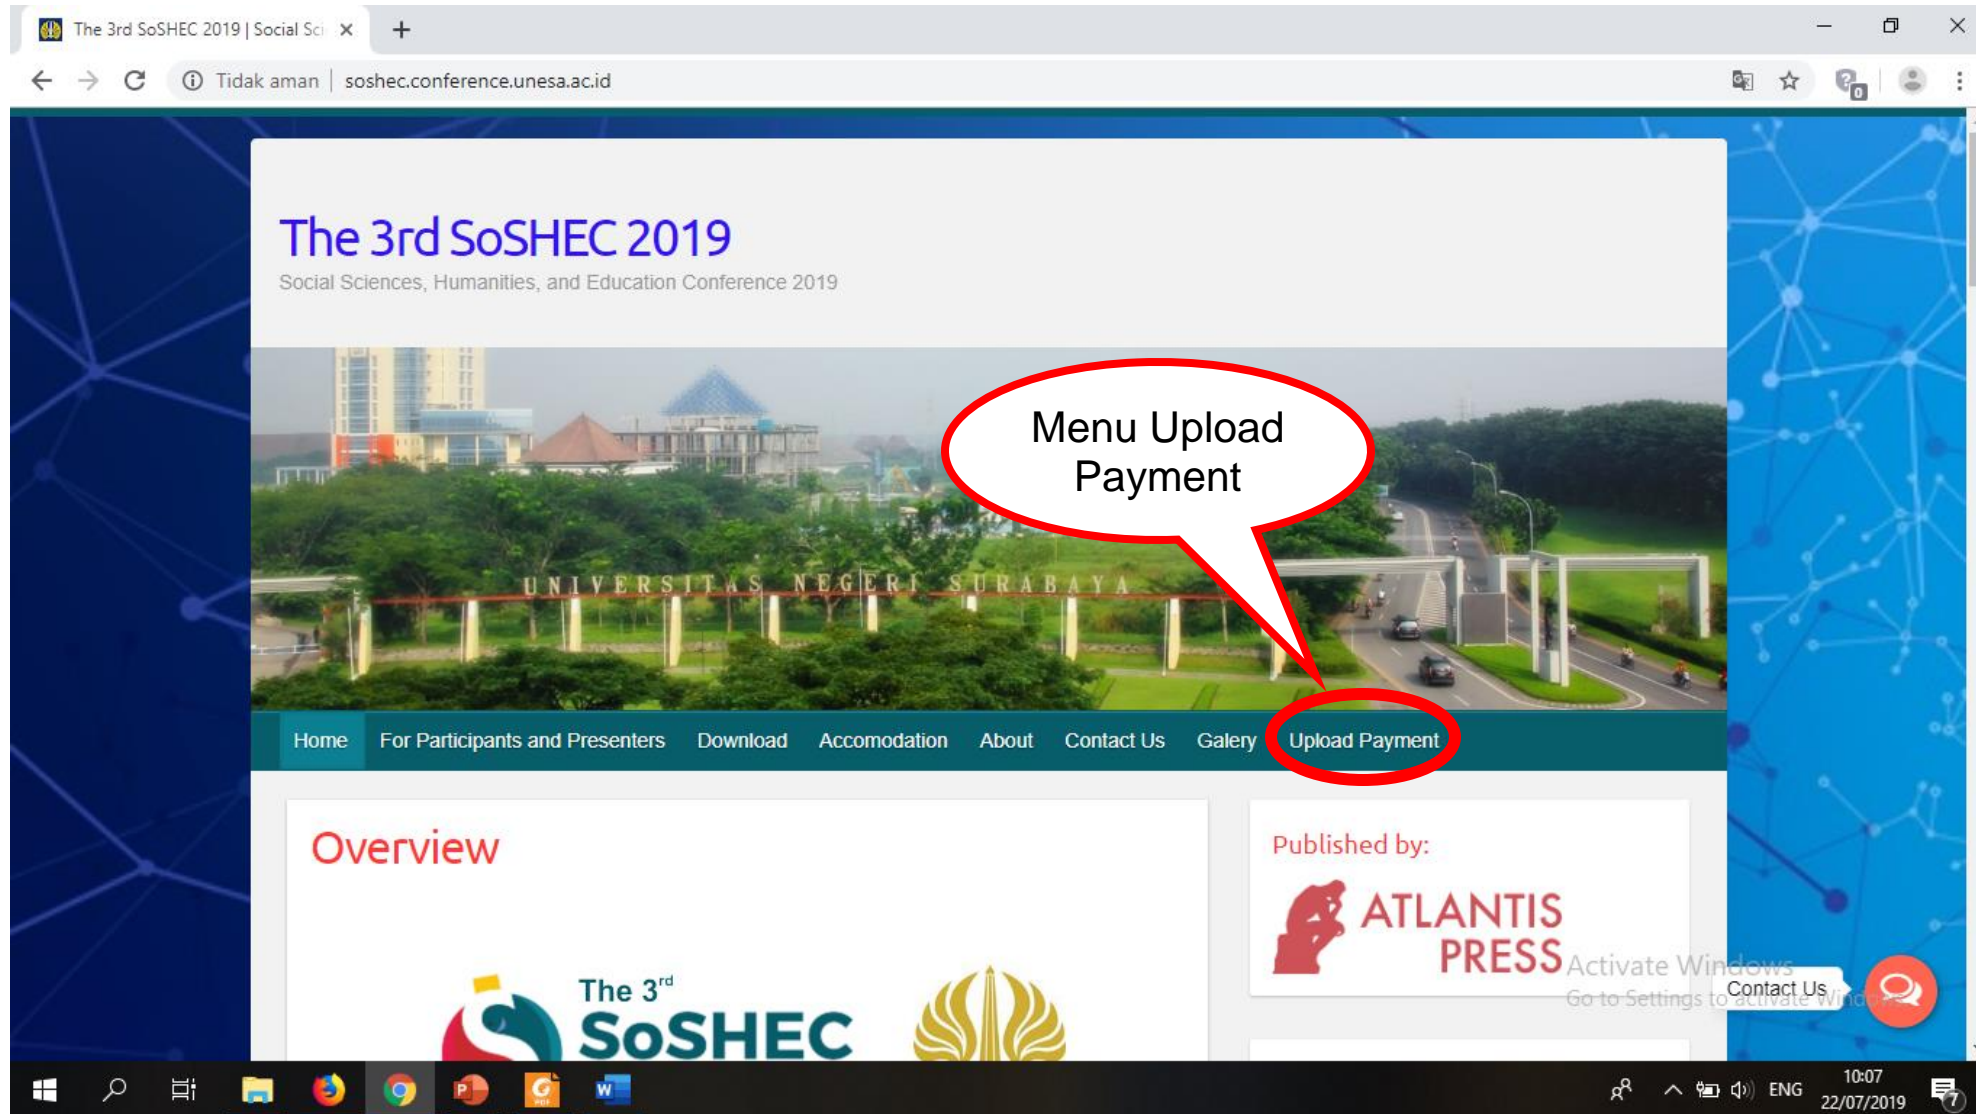 The 3rd SoSHEC 2019 | Social Sci
Tidak aman | soshec.conference.unesa.ac.id
0
The 3rd SoSHEC 2019
Social Sciences, Humanities, and Education Conference 2019
Menu Upload
Payment
UNIVERSITAS NEGERI SURABAYA
Home For Participants and Presenters Download Accomodation About Contact Us Galery Upload Payment
Overview
Published by:
ATLANTIS
PRESS
The 3rd
SoSHEC
Activate Windows
Go to Settings to activate Windows.
Contact Us
ENG
10:07
22/07/2019
7